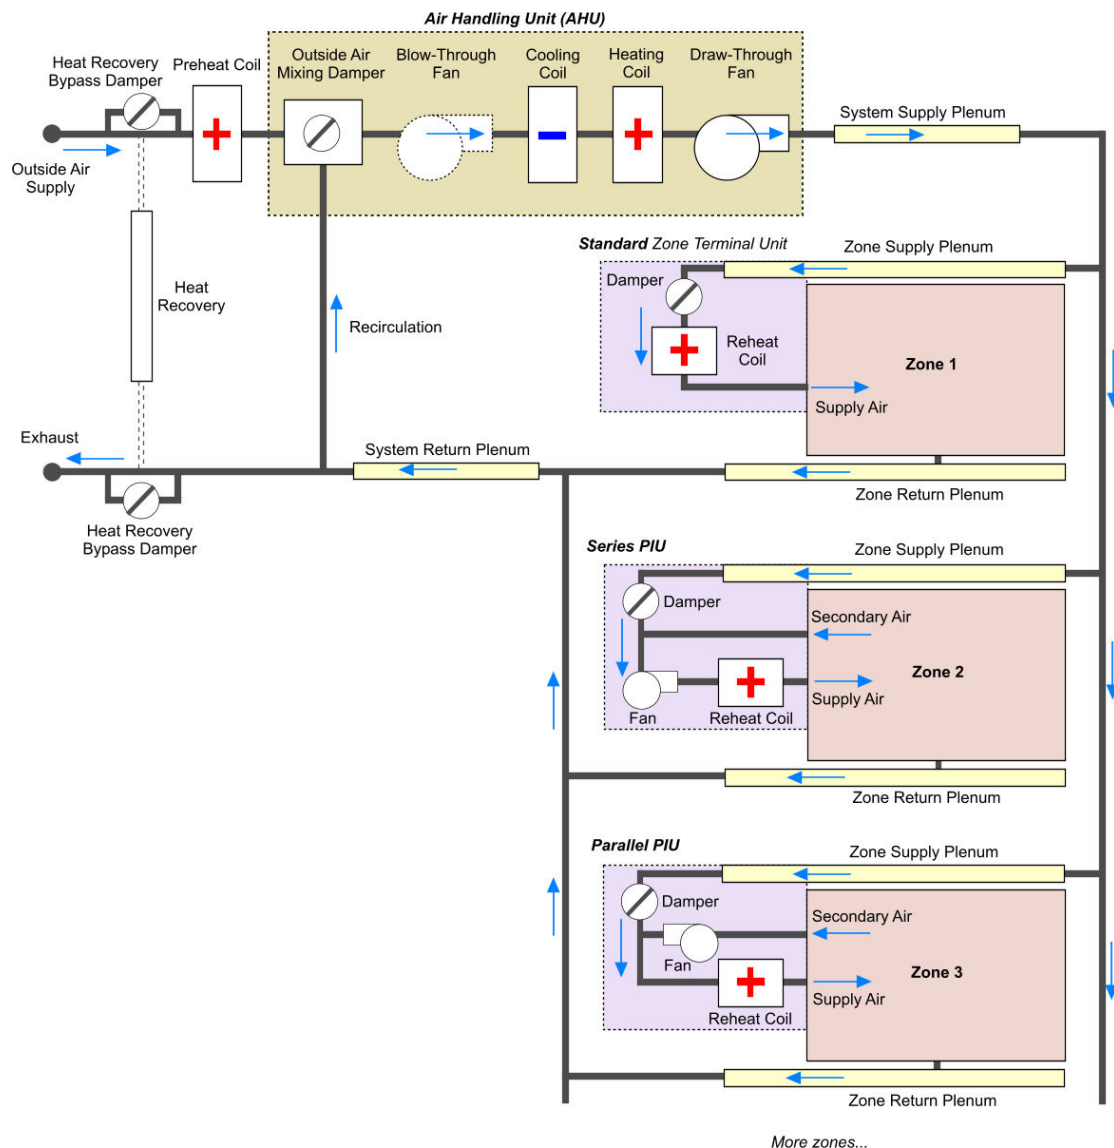 Air Handling Unit (AHU)
Heat Recovery
Bypass Damper
Preheat Coil
Outside Air
Mixing Damper
Blow-Through
Fan
Cooling
Coil
Heating
Coil
Draw-Through
Fan
System Supply Plenum
Outside Air
Supply
Standard Zone Terminal Unit
Zone Supply Plenum
Damper
Heat
Recovery
Recirculation
Reheat
Coil
Zone 1
Supply Air
Exhaust
System Return Plenum
Zone Return Plenum
Heat Recovery
Bypass Damper
Series PIU
Zone Supply Plenum
Damper
Secondary Air
Zone 2
Supply Air
Fan
Reheat Coil
Zone Return Plenum
Parallel PIU
Zone Supply Plenum
Damper
Secondary Air
Fan
Zone 3
Supply Air
Reheat Coil
Zone Return Plenum
More zones...